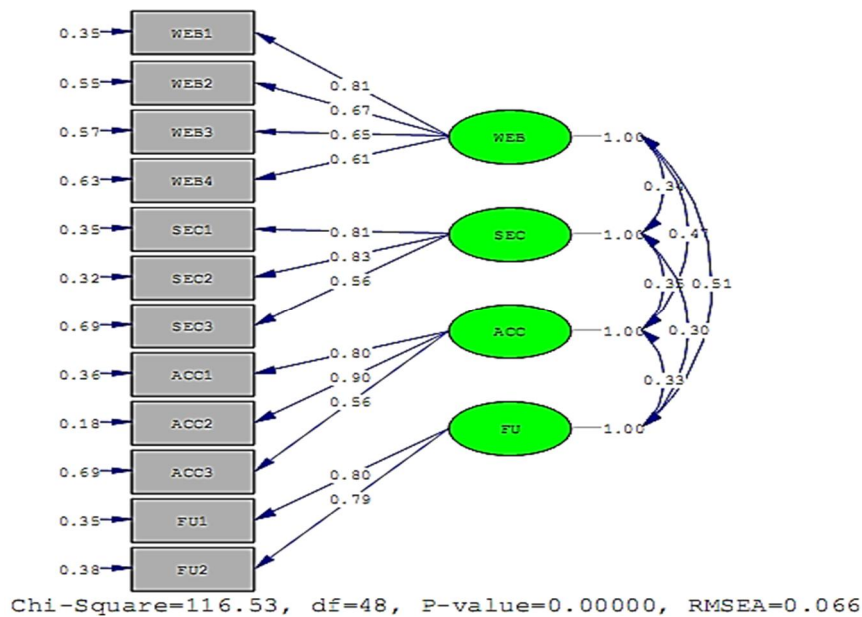 0.35 WEB1
0.55 WEB2
0.57 WEB3
0.63 WEB4
0.35 SEC1
0.32 SEC2
0.69 SEC3
0.36 ACC1
0.18 ACC2
0.69 ACC3
0.35 FU1
0.38 FU2
0.81
0.67
0.65
0.61
0.81
0.83
0.56
0.80
0.90
0.56
0.80
0.79
WEB 1.00
SEC 1.00
ACC 1.00
FU 1.00
0.34
0.47
0.35
0.51
0.30
0.33
Chi-Square=116.53, df=48, P-value=0.00000, RMSEA=0.066